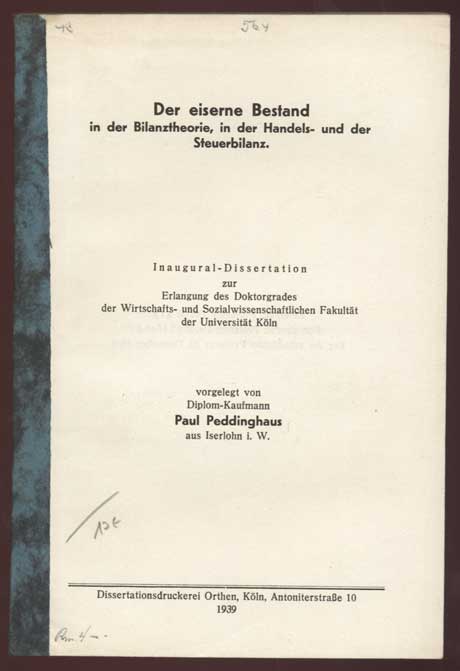 564
Der eiserne Bestand
in der Bilanztheorie, in der Handels- und der
Steuerbilanz.
Inaugural-Dissertation
zur
Erlangung des Doktorgrades
der Wirtschafts- und Sozialwissenschaftlichen Fakultät
der Universität Köln
vorgelegt von
Diplom-Kaufmann
Paul Peddinghaus
aus Iserlohn i. W.
Dissertationsdruckerei Orthen, Köln, Antoniterstraße 10
1939